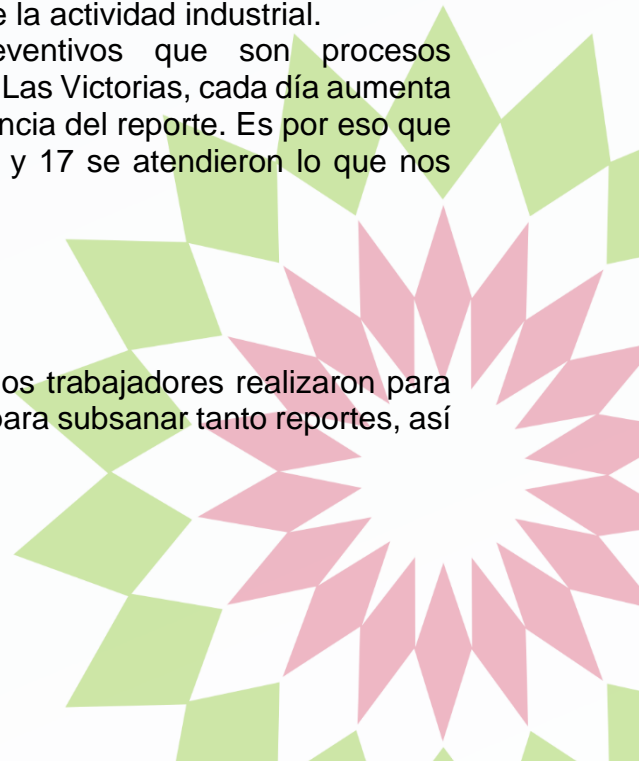 e la actividad industrial.
eventivos que son procesos
Las Victorias, cada día aumenta
ncia del reporte. Es por eso que
y 17 se atendieron lo que nos
os trabajadores realizaron para
para subsanar tanto reportes, así